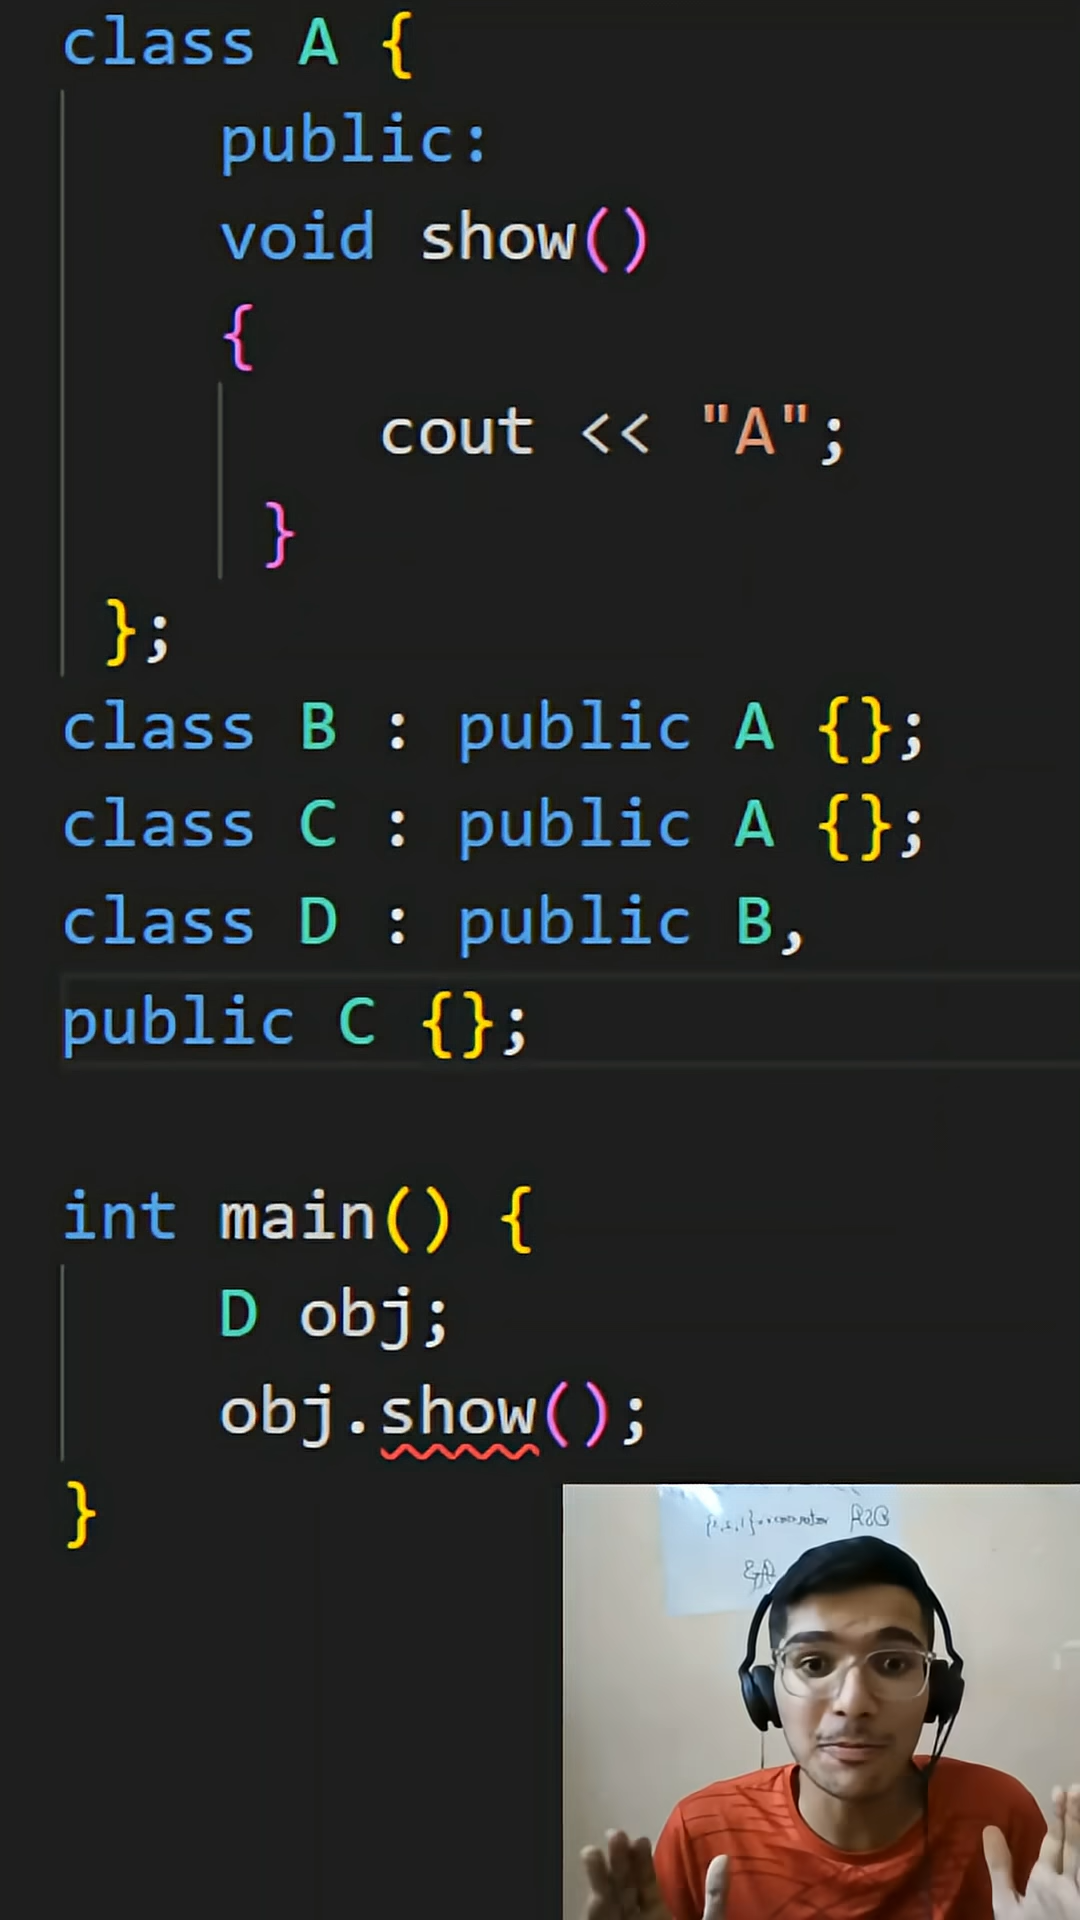 class A {
public:
void show()
{
cout << "A";
}
};
class B : public A {};
class C : public A {};
class D : public B,
public C {};
int main() {
D obj;
obj.show();
}